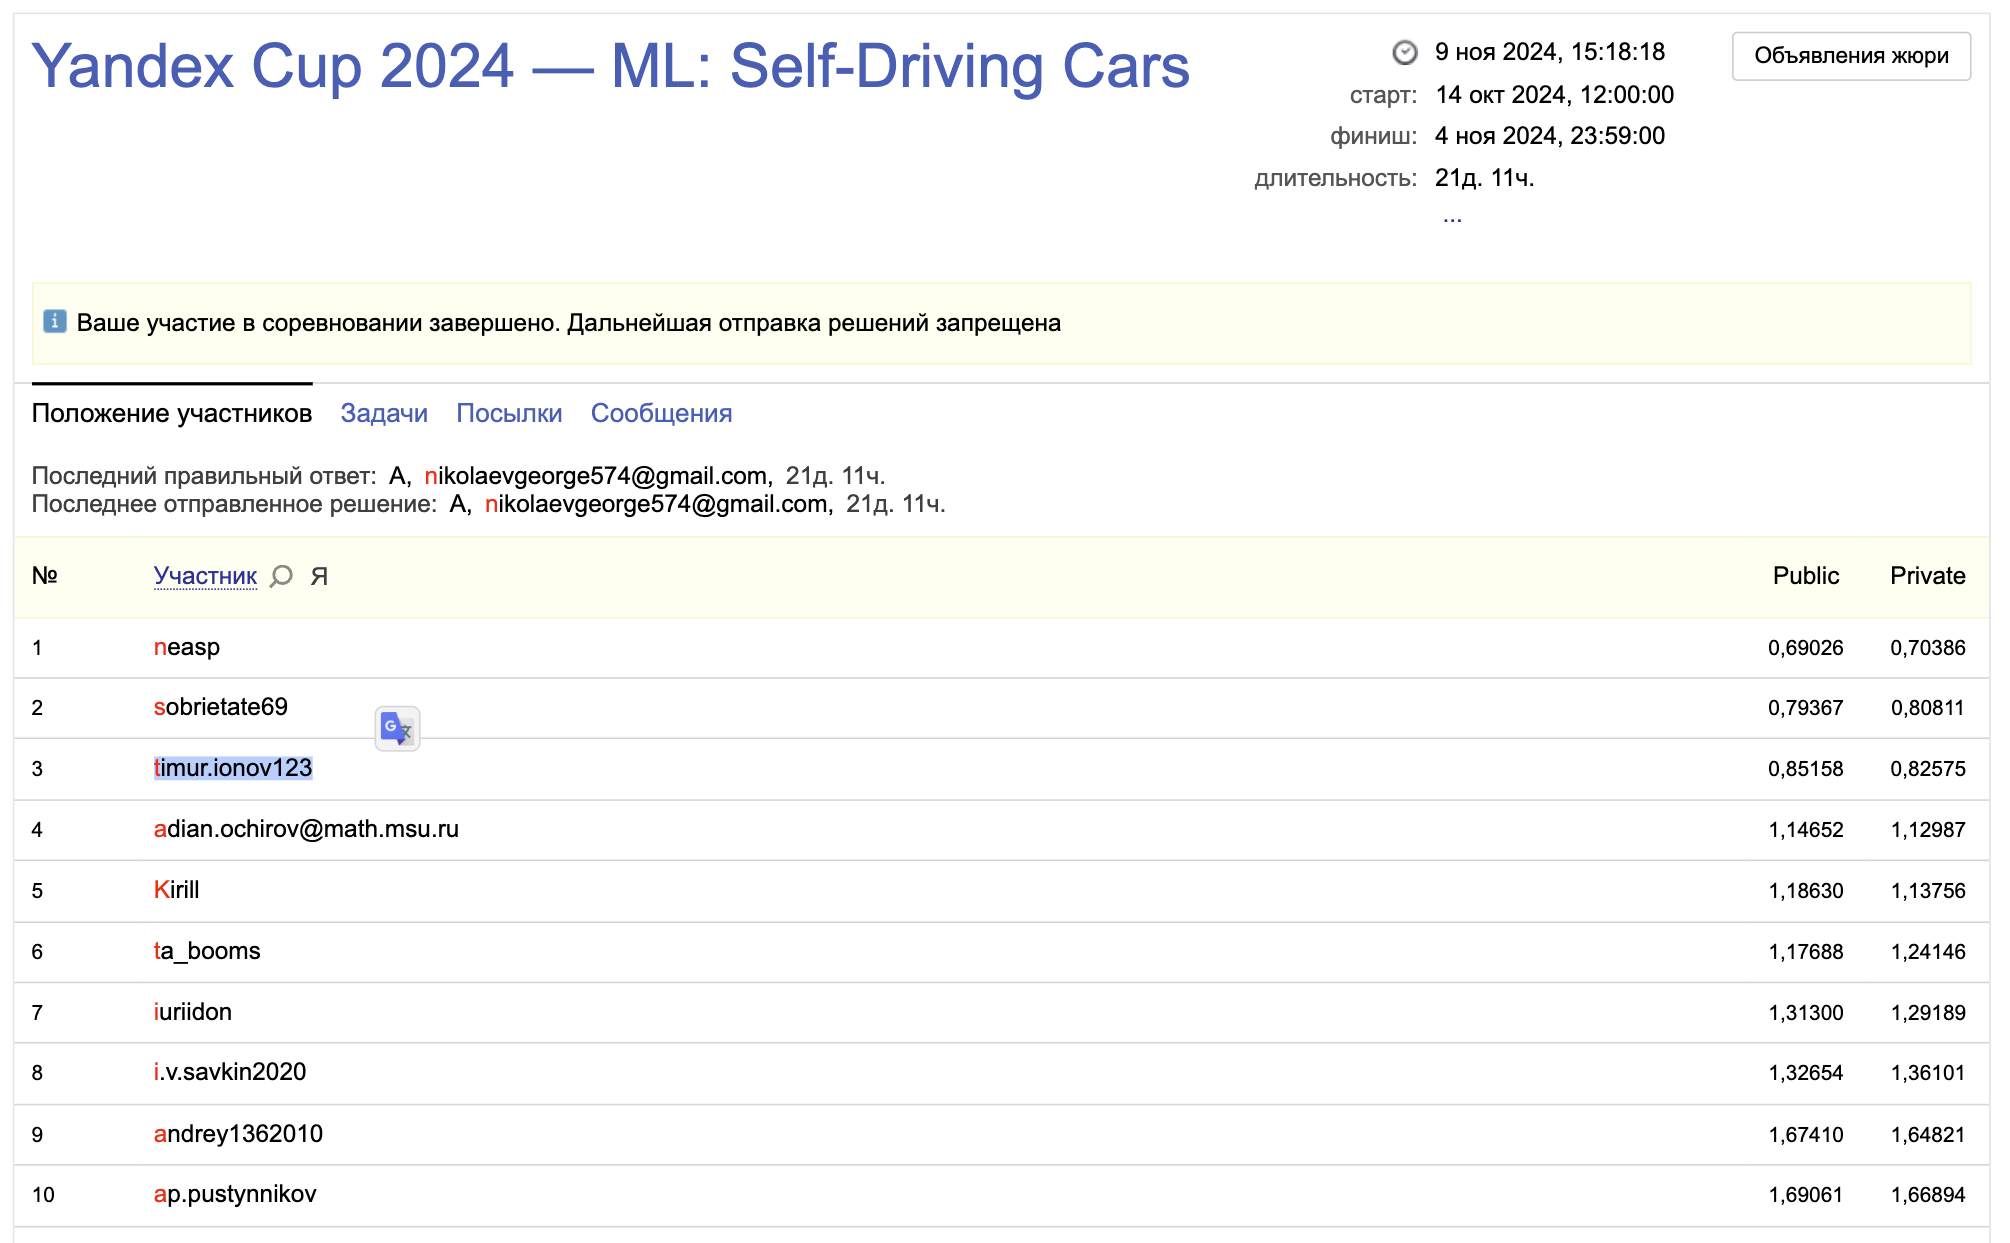 Yandex Cup 2024 — ML: Self-Driving Cars
9 ноя 2024, 15:18:18
старт: 14 окт 2024, 12:00:00
финиш: 4 ноя 2024, 23:59:00
длительность: 21д. 11ч.
...
Объявления жюри
Ваше участие в соревновании завершено. Дальнейшая отправка решений запрещена
Положение участников Задачи Посылки Сообщения
Последний правильный ответ: A, nikolaevgeorge574@gmail.com, 21д. 11ч.
Последнее отправленное решение: A, nikolaevgeorge574@gmail.com, 21д. 11ч.
№ Участник Я Public Private
1 neasp 0,69026 0,70386
2 sobrietate69 0,79367 0,80811
3 timur.ionov123 0,85158 0,82575
4 adian.ochirov@math.msu.ru 1,14652 1,12987
5 Kirill 1,18630 1,13756
6 ta_booms 1,17688 1,24146
7 iuriidon 1,31300 1,29189
8 i.v.savkin2020 1,32654 1,36101
9 andrey1362010 1,67410 1,64821
10 ap.pustynnikov 1,69061 1,66894